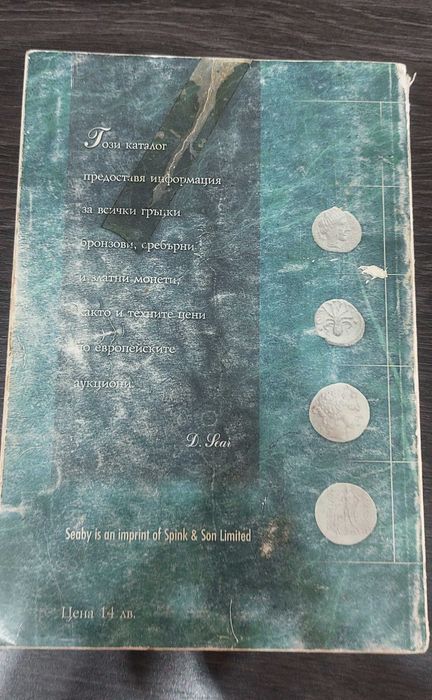 Този каталог
предоставя информация
за всички гръцки
бронзови, сребърни
и златни монети,
както и техните цени
по европейските
аукциони.
D. Sear
Seaby is an imprint of Spink & Son Limited
Цена 14 лв.